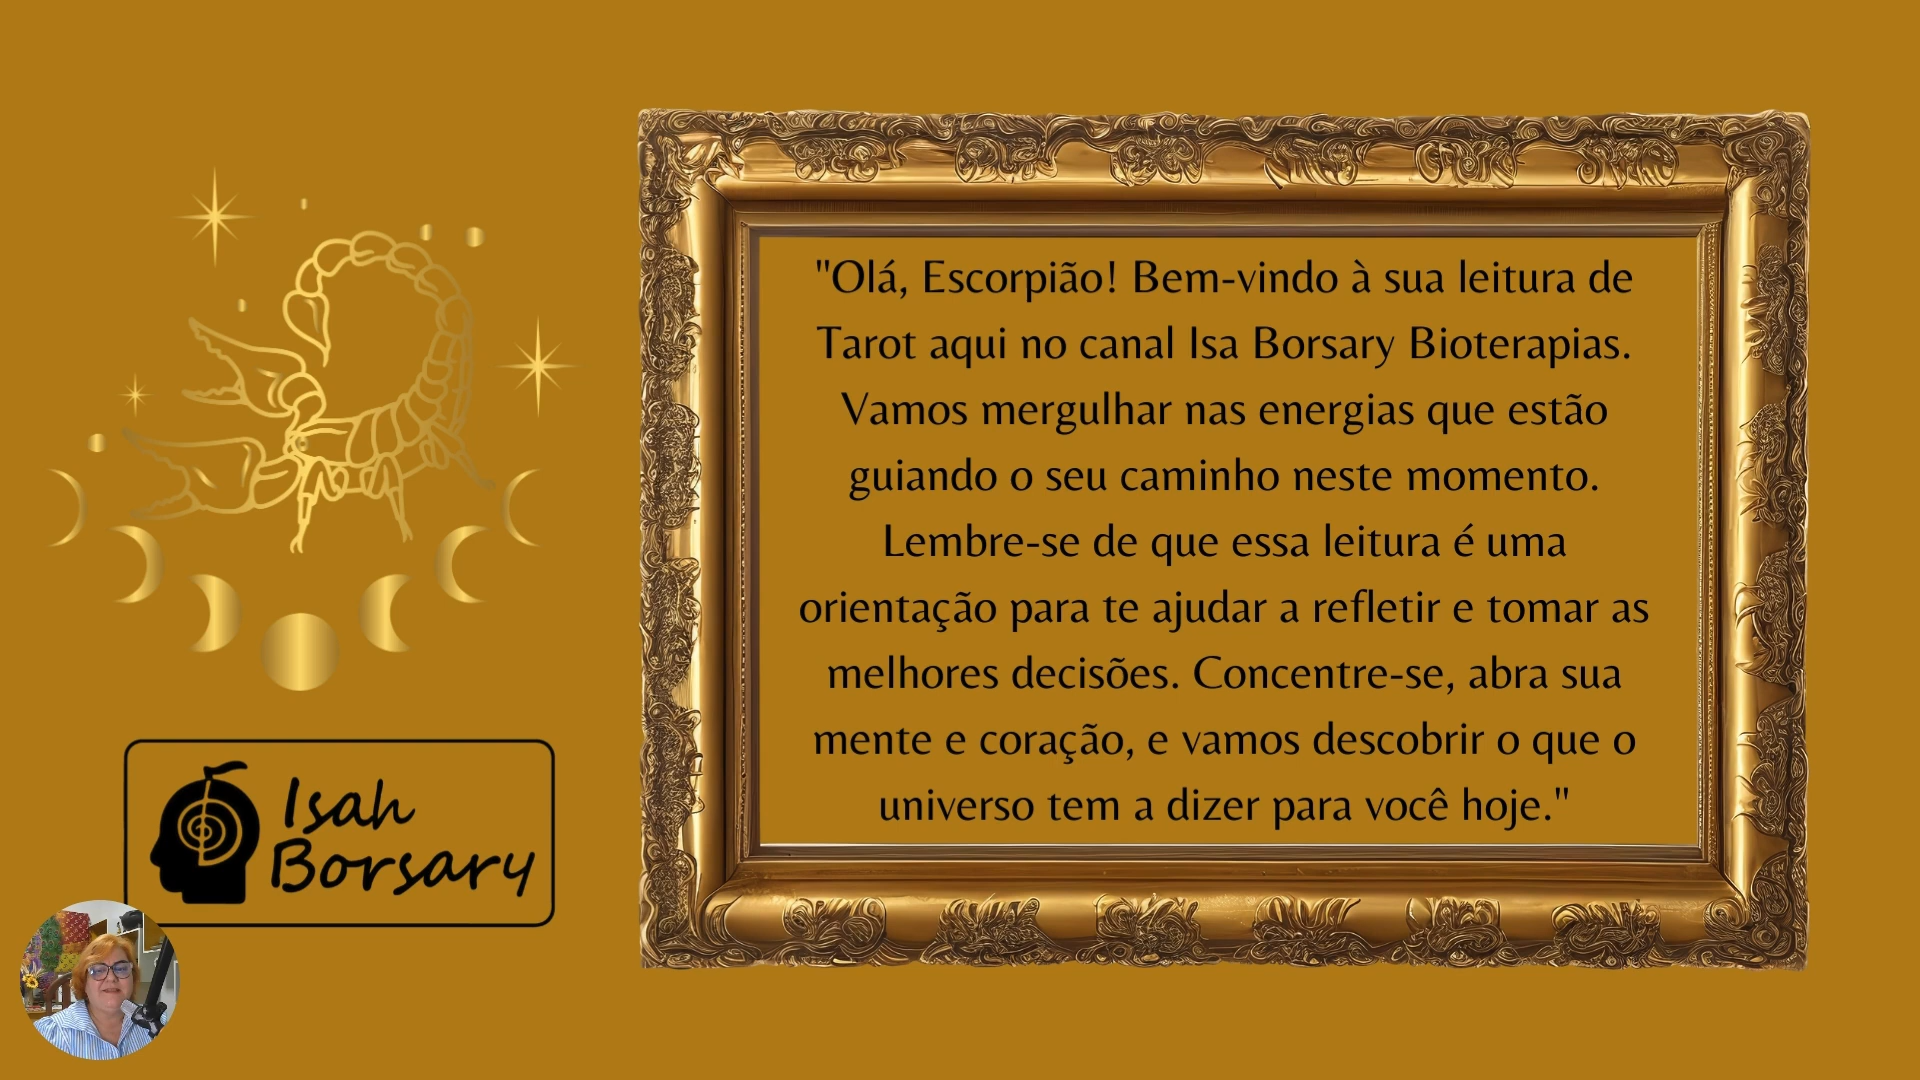 "Olá, Escorpião! Bem-vindo à sua leitura de
Tarot aqui no canal Isa Borsary Bioterapias.
Vamos mergulhar nas energias que estão
guiando o seu caminho neste momento.
Lembre-se de que essa leitura é uma
orientação para te ajudar a refletir e tomar as
melhores decisões. Concentre-se, abra sua
mente e coração, e vamos descobrir o que o
universo tem a dizer para você hoje."
Isah
Borsary